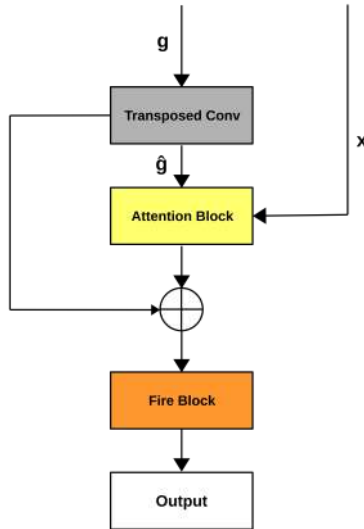 g
Transposed Conv
x
ĝ
Attention Block
Fire Block
Output